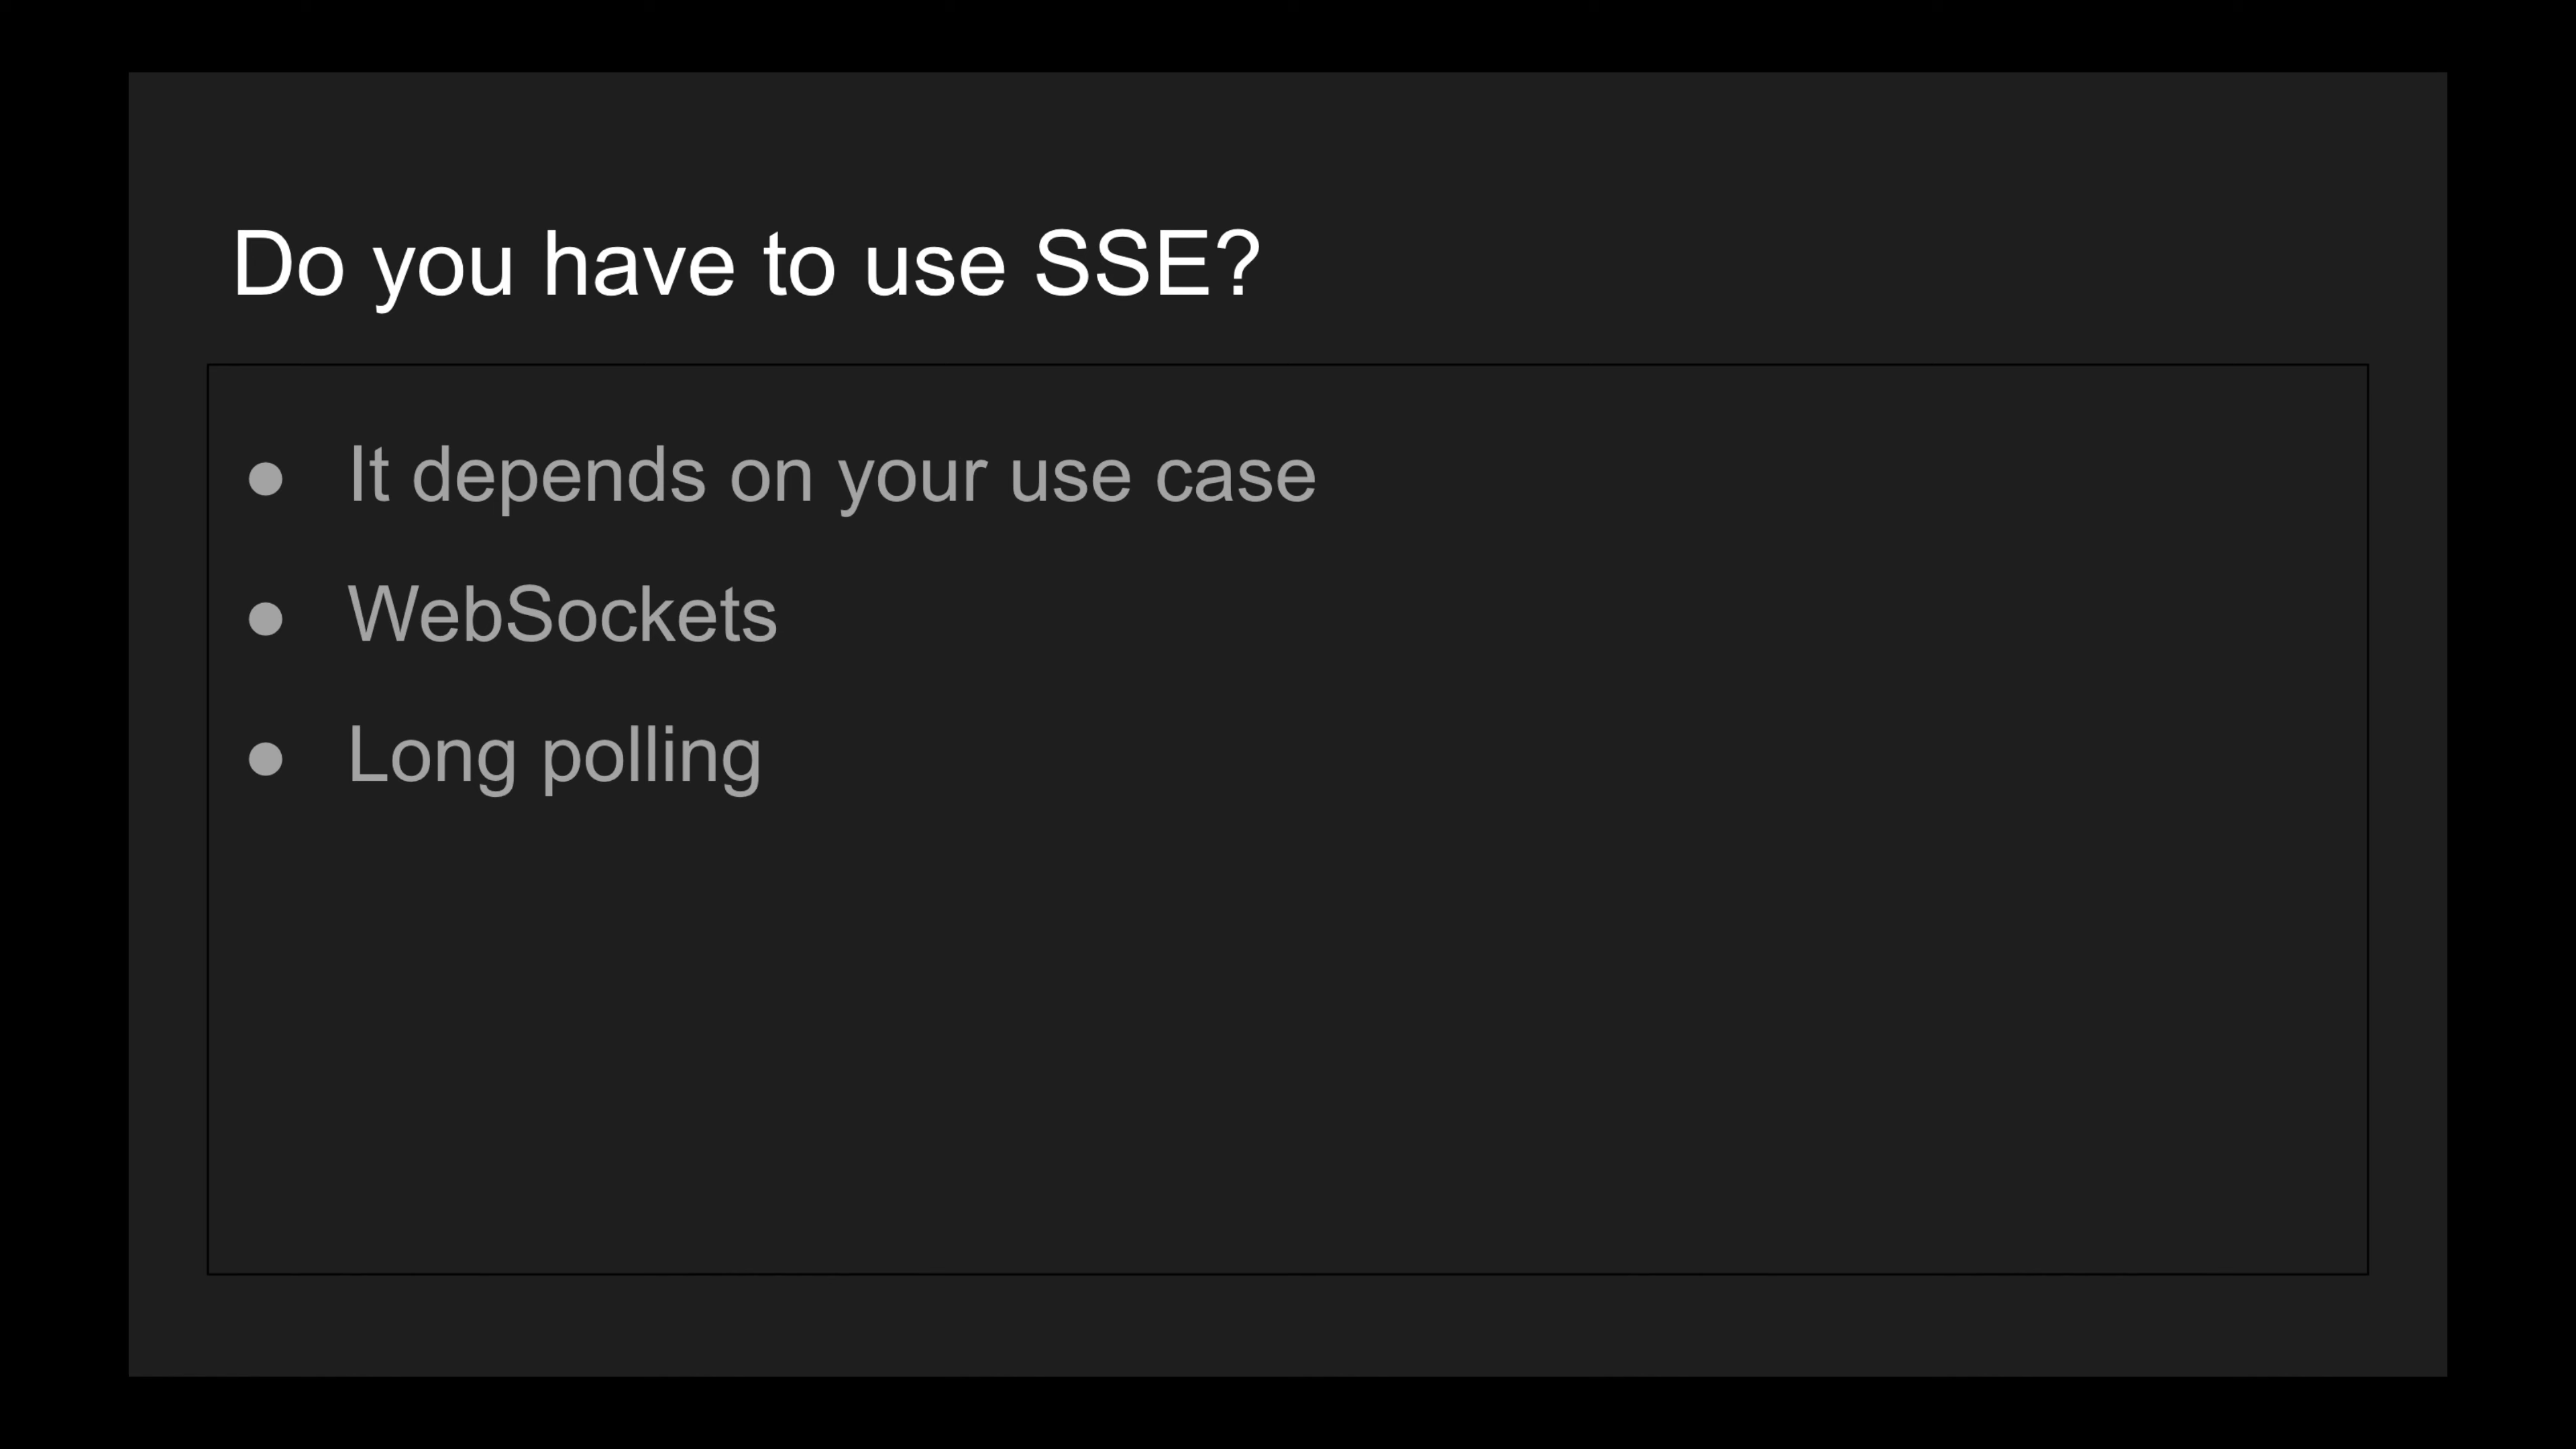 Do you have to use SSE?
● It depends on your use case
● WebSockets
● Long polling